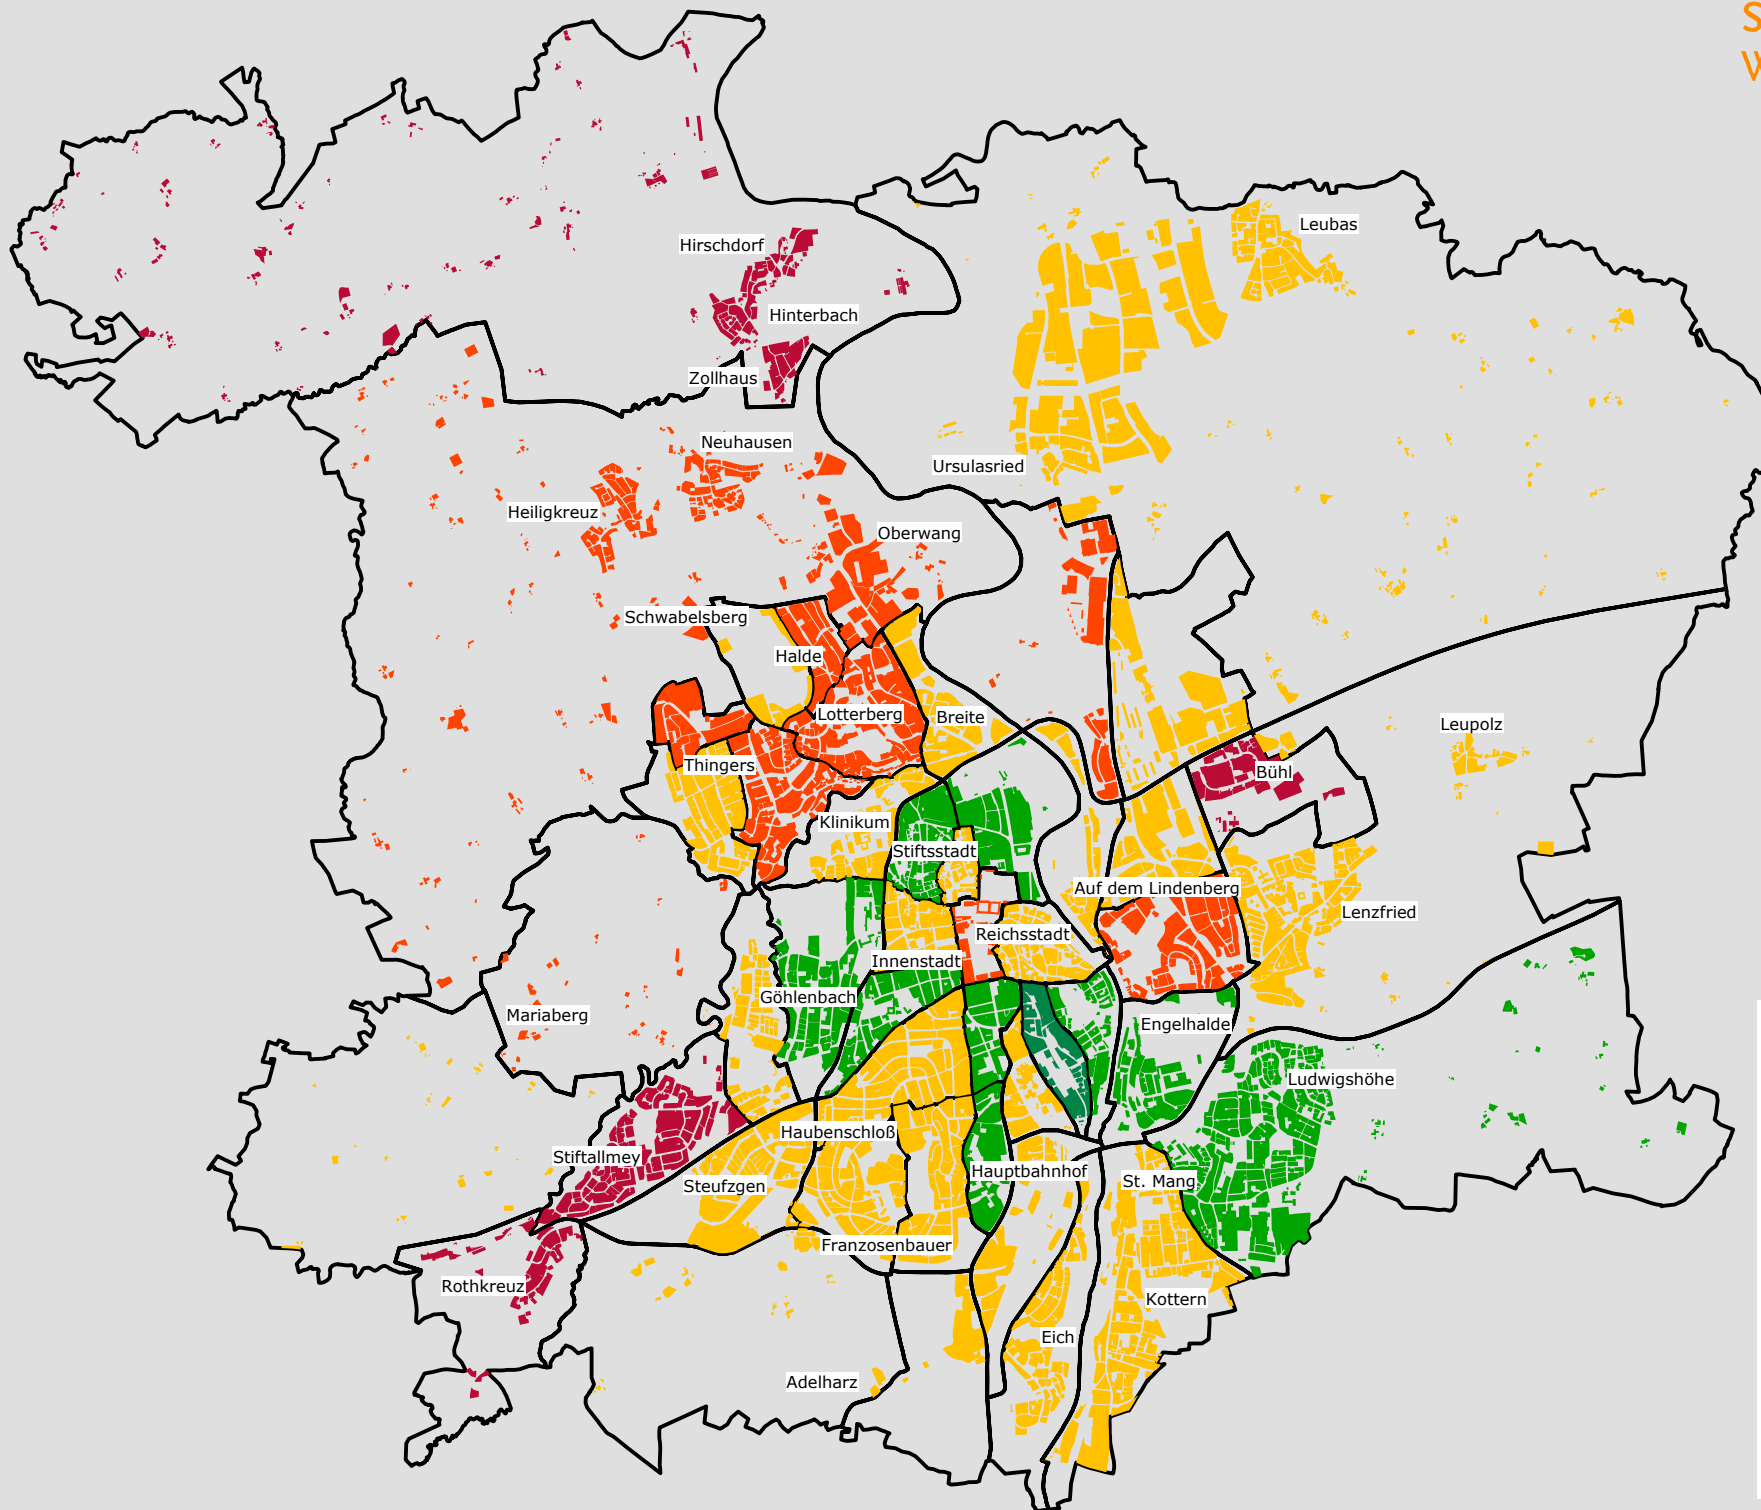 S
Leubas
Hirschdorf
Hinterbach
Zollhaus
Neuhausen
Ursulasried
Heiligkreuz
Oberwang
Schwabelsberg
Halde
Lotterberg
Breite
Leupolz
Thingers
Bühl
Klinikum
Stiftsstadt
Auf dem Lindenberg
Lenzfried
Reichsstadt
Innenstadt
Göhlenbach
Mariaberg
Engelhalde
Ludwigshöhe
Haubenschloß
Stiftallmey
Hauptbahnhof
St. Mang
Steufzgen
Franzosenbauer
Rothkreuz
Kottern
Eich
Adelharz